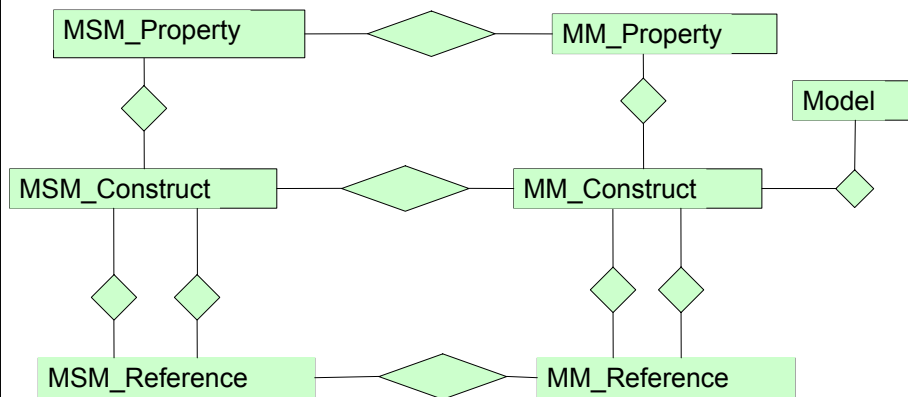 MSM_Property
MM_Property
Model
MSM_Construct
MM_Construct
MSM_Reference
MM_Reference